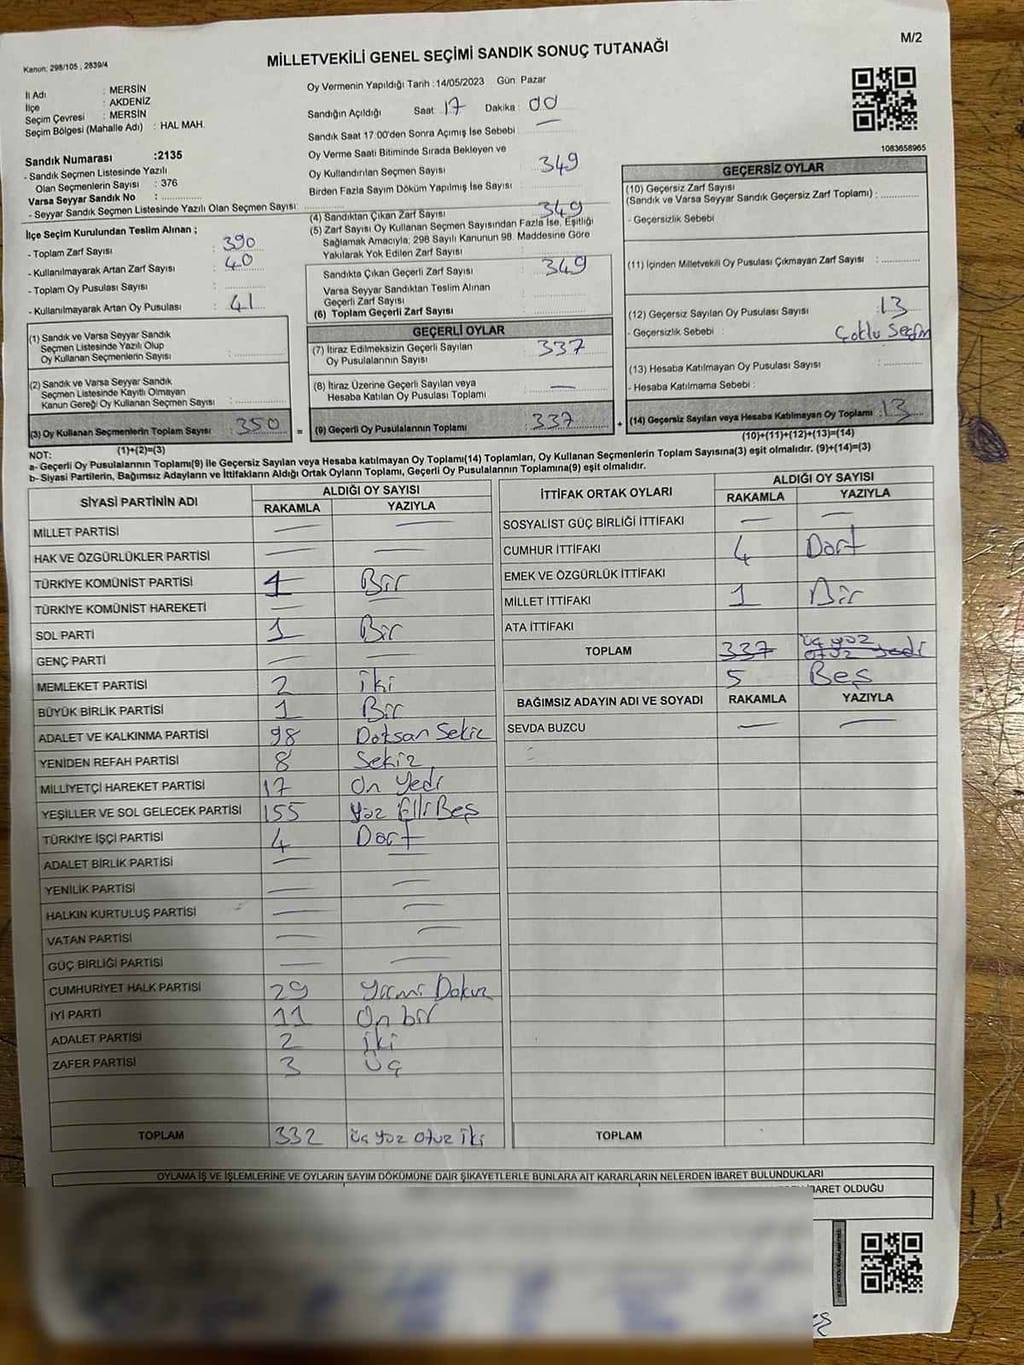 M/2
Kanun: 298/105 , 2839/4
MİLLETVEKİLİ GENEL SEÇİMİ SANDIK SONUÇ TUTANAĞI
İl Adı : MERSİN
İlçe : AKDENİZ
Seçim Çevresi : MERSİN
Seçim Bölgesi (Mahalle Adı) : HAL MAH.
Sandık Numarası :2135
- Sandık Seçmen Listesinde Yazılı
Olan Seçmenlerin Sayısı : 376
Varsa Seyyar Sandık No :
- Seyyar Sandık Seçmen Listesinde Yazılı Olan Seçmen Sayısı:
İlçe Seçim Kurulundan Teslim Alınan ;
- Toplam Zarf Sayısı : 390
- Kullanılmayarak Artan Zarf Sayısı : 40
- Toplam Oy Pusulası Sayısı :
- Kullanılmayarak Artan Oy Pusulası : 41
(1) Sandık ve Varsa Seyyar Sandık
Seçmen Listesinde Yazılı Olup
Oy Kullanan Seçmenlerin Sayısı :
(2) Sandık ve Varsa Seyyar Sandık
Seçmen Listesinde Kayıtlı Olmayan
Kanun Gereği Oy Kullanan Seçmen Sayısı :
(3) Oy Kullanan Seçmenlerin Toplam Sayısı : 350 =
(1)+(2)=(3)
Oy Vermenin Yapıldığı Tarih :14/05/2023 Gün: Pazar
Sandığın Açıldığı Saat : 17 Dakika : 00
Sandık Saat 17:00'den Sonra Açımış İse Sebebi : —
Oy Verme Saati Bitiminde Sırada Bekleyen ve
Oy Kullandırılan Seçmen Sayısı : 349
Birden Fazla Sayım Döküm Yapılmış İse Sayısı :
(4) Sandıktan Çıkan Zarf Sayısı : 349
(5) Zarf Sayısı Oy Kullanan Seçmen Sayısından Fazla İse, Eşitliği
Sağlamak Amacıyla, 298 Sayılı Kanunun 98. Maddesine Göre
Yakılarak Yok Edilen Zarf Sayısı :
Sandıkta Çıkan Geçerli Zarf Sayısı : 349
Varsa Seyyar Sandıktan Teslim Alınan
Geçerli Zarf Sayısı :
(6) Toplam Geçerli Zarf Sayısı :
GEÇERLİ OYLAR
(7) İtiraz Edilmeksizin Geçerli Sayılan
Oy Pusulalarının Sayısı : 337
(8) İtiraz Üzerine Geçerli Sayılan veya
Hesaba Katılan Oy Pusulası Toplamı : —
(9) Geçerli Oy Pusulalarının Toplamı : 337 +
1083658965
GEÇERSİZ OYLAR
(10) Geçersiz Zarf Sayısı
(Sandık ve Varsa Seyyar Sandık Geçersiz Zarf Toplamı) :
- Geçersizlik Sebebi :
(11) İçinden Milletvekili Oy Pusulası Çıkmayan Zarf Sayısı :
(12) Geçersiz Sayılan Oy Pusulası Sayısı : 13
- Geçersizlik Sebebi : Çoklu Seçim
(13) Hesaba Katılmayan Oy Pusulası Sayısı :
- Hesaba Katılmama Sebebi :
(14) Geçersiz Sayılan veya Hesaba Katılmayan Oy Toplamı : 13
(10)+(11)+(12)+(13)=(14)
NOT:
a- Geçerli Oy Pusulalarının Toplamı(9) ile Geçersiz Sayılan veya Hesaba katılmayan Oy Toplamı(14) Toplamları, Oy Kullanan Seçmenlerin Toplam Sayısına(3) eşit olmalıdır. (9)+(14)=(3)
b- Siyasi Partilerin, Bağımsız Adayların ve İttifakların Aldığı Ortak Oyların Toplamı, Geçerli Oy Pusulalarının Toplamına(9) eşit olmalıdır.
SİYASİ PARTİNİN ADI ALDIĞI OY SAYISI
RAKAMLA YAZIYLA
MİLLET PARTİSİ — —
HAK VE ÖZGÜRLÜKLER PARTİSİ — —
TÜRKİYE KOMÜNİST PARTİSİ 1 Bir
TÜRKİYE KOMÜNİST HAREKETİ — —
SOL PARTİ 1 Bir
GENÇ PARTİ — —
MEMLEKET PARTİSİ 2 iki
BÜYÜK BİRLİK PARTİSİ 1 Bir
ADALET VE KALKINMA PARTİSİ 98 Doksan Sekiz
YENİDEN REFAH PARTİSİ 8 Sekiz
MİLLİYETÇİ HAREKET PARTİSİ 17 On Yedi
YEŞİLLER VE SOL GELECEK PARTİSİ 155 Yüz Elli Beş
TÜRKİYE İŞÇİ PARTİSİ 4 Dört
ADALET BİRLİK PARTİSİ — —
YENİLİK PARTİSİ — —
HALKIN KURTULUŞ PARTİSİ — —
VATAN PARTİSİ — —
GÜÇ BİRLİĞİ PARTİSİ — —
CUMHURİYET HALK PARTİSİ 29 Yirmi Dokuz
İYİ PARTİ 11 On bir
ADALET PARTİSİ 2 İki
ZAFER PARTİSİ 3 Üç
TOPLAM 332 üç yüz otuz iki
İTTİFAK ORTAK OYLARI ALDIĞI OY SAYISI
RAKAMLA YAZIYLA
SOSYALİST GÜÇ BİRLİĞİ İTTİFAKI — —
CUMHUR İTTİFAKI 4 Dört
EMEK VE ÖZGÜRLÜK İTTİFAKI
MİLLET İTTİFAKI 1 Bir
ATA İTTİFAKI
TOPLAM 337 üç yüz otuz yedi
5 Beş
BAĞIMSIZ ADAYIN ADI VE SOYADI RAKAMLA YAZIYLA
SEVDA BUZCU — —
TOPLAM
OYLAMA İŞ VE İŞLEMLERİNE VE OYLARIN SAYIM DÖKÜMÜNE DAİR ŞİKAYETLERLE BUNLARA AİT KARARLARIN NELERDEN İBARET BULUNDUKLARI
BARET OLDUĞU